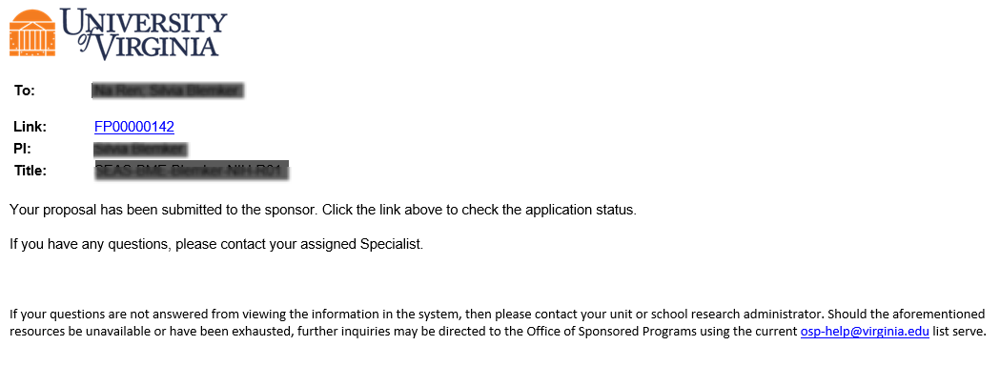 UNIVERSITY
of VIRGINIA
To:
Link: FP00000142
PI:
Title:
Your proposal has been submitted to the sponsor. Click the link above to check the application status.
If you have any questions, please contact your assigned Specialist.
If your questions are not answered from viewing the information in the system, then please contact your unit or school research administrator. Should the aforementioned
resources be unavailable or have been exhausted, further inquiries may be directed to the Office of Sponsored Programs using the current osp-help@virginia.edu list serve.